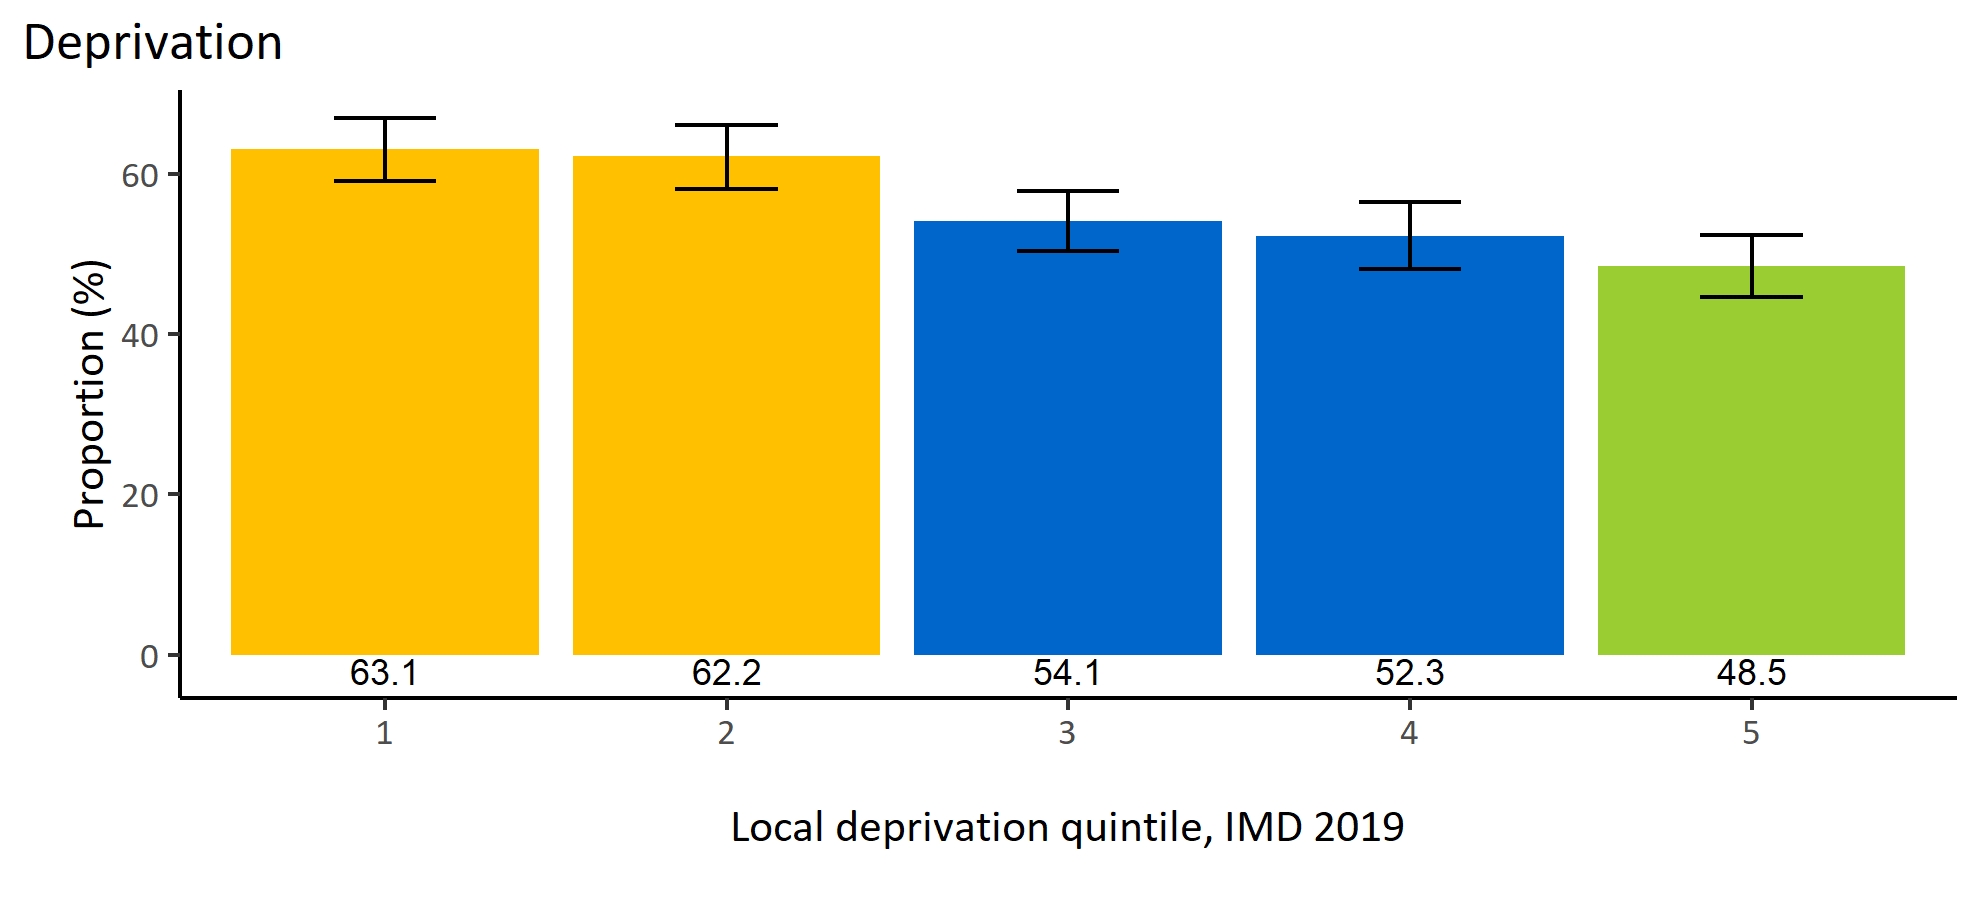 Deprivation
Proportion (%)
60
40
20
0
63.1 62.2 54.1 52.3 48.5
1 2 3 4 5
Local deprivation quintile, IMD 2019